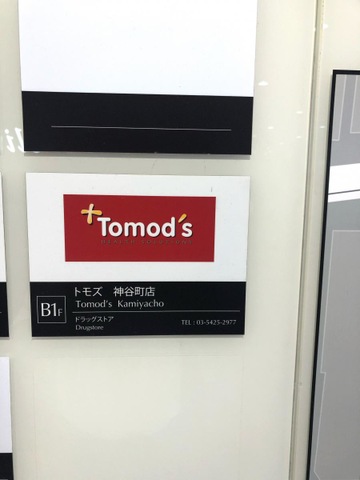 Tomod's
トモズ 神谷町店
B1F
Tomod's Kamiyacho
ドラッグストア
Drugstore
TEL : 03-5425-2977